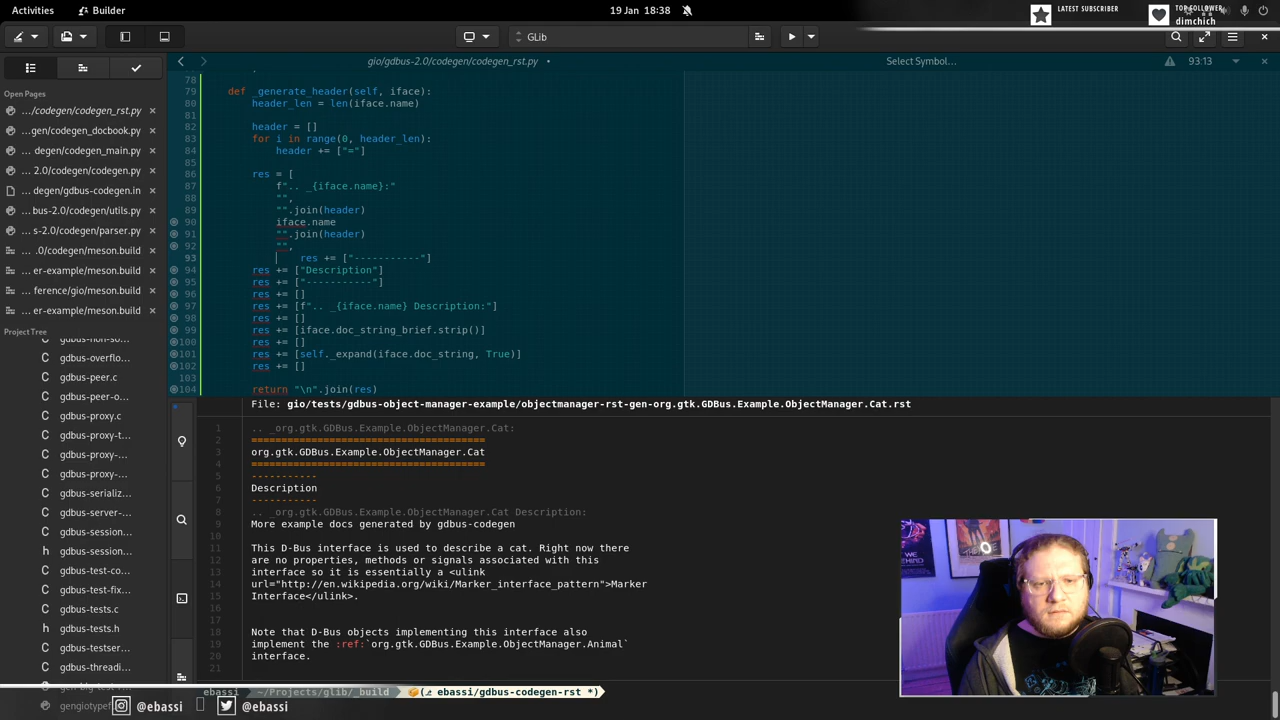 Activities
Builder
19 Jan 18:38
LATEST SUBSCRIBER
TOP FOLLOWER
dimchich
GLib
gio/gdbus-2.0/codegen/codegen_rst.py •
Select Symbol...
93:13
Open Pages
.../codegen/codegen_rst.py
gen/codegen_docbook.py
degen/codegen_main.py
2.0/codegen/codegen.py
degen/gdbus-codegen.in
bus-2.0/codegen/utils.py
s-2.0/codegen/parser.py
.0/codegen/meson.build
er-example/meson.build
ference/gio/meson.build
er-example/meson.build
Project Tree
gdbus-overflo...
gdbus-peer.c
gdbus-peer-o...
gdbus-proxy.c
gdbus-proxy-t...
gdbus-proxy-...
gdbus-proxy-...
gdbus-serializ...
gdbus-server-...
gdbus-session...
gdbus-session...
gdbus-test-co...
gdbus-test-fix...
gdbus-tests.c
gdbus-tests.h
gdbus-testser...
gdbus-threadi...
gengiotypef
78
79 def _generate_header(self, iface):
80 header_len = len(iface.name)
81
82 header = []
83 for i in range(0, header_len):
84 header += ["="]
85
86 res = [
87 f".. _{iface.name}:"
88 "",
89 "".join(header)
90 iface.name
91 "".join(header)
92 "",
93 res += ["-----------"]
94 res += ["Description"]
95 res += ["-----------"]
96 res += []
97 res += [f".. _{iface.name} Description:"]
98 res += []
99 res += [iface.doc_string_brief.strip()]
100 res += []
101 res += [self._expand(iface.doc_string, True)]
102 res += []
103
104 return "\n".join(res)
File: gio/tests/gdbus-object-manager-example/objectmanager-rst-gen-org.gtk.GDBus.Example.ObjectManager.Cat.rst
1 .. _org.gtk.GDBus.Example.ObjectManager.Cat:
2 =======================================
3 org.gtk.GDBus.Example.ObjectManager.Cat
4 =======================================
5 -----------
6 Description
7 -----------
8 .. _org.gtk.GDBus.Example.ObjectManager.Cat Description:
9 More example docs generated by gdbus-codegen
10
11 This D-Bus interface is used to describe a cat. Right now there
12 are no properties, methods or signals associated with this
13 interface so it is essentially a <ulink
14 url="http://en.wikipedia.org/wiki/Marker_interface_pattern">Marker
15 Interface</ulink>.
16
17
18 Note that D-Bus objects implementing this interface also
19 implement the :ref:`org.gtk.GDBus.Example.ObjectManager.Animal`
20 interface.
21
ebassi ~/Projects/glib/_build ebassi/gdbus-codegen-rst *)
@ebassi
@ebassi